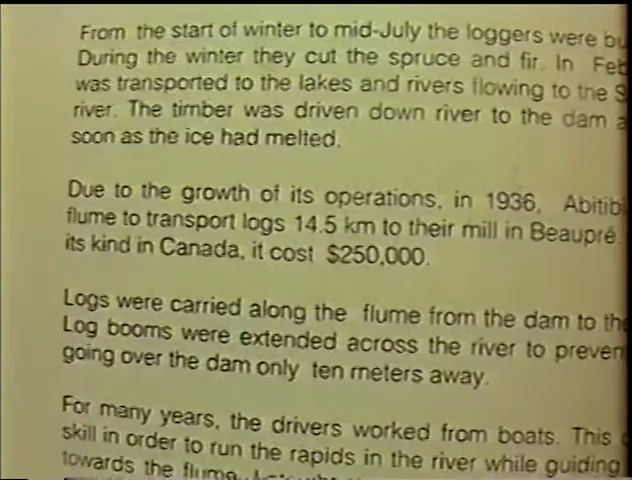 From the start of winter to mid-July the loggers were bu
During the winter they cut the spruce and fir. In Feb
was transported to the lakes and rivers flowing to the S
river. The timber was driven down river to the dam a
soon as the ice had melted.
Due to the growth of its operations, in 1936, Abitibi
flume to transport logs 14.5 km to their mill in Beaupré.
its kind in Canada, it cost $250,000.
Logs were carried along the flume from the dam to the
Log booms were extended across the river to preven
going over the dam only ten meters away.
For many years, the drivers worked from boats. This
skill in order to run the rapids in the river while guiding
towards the flume.